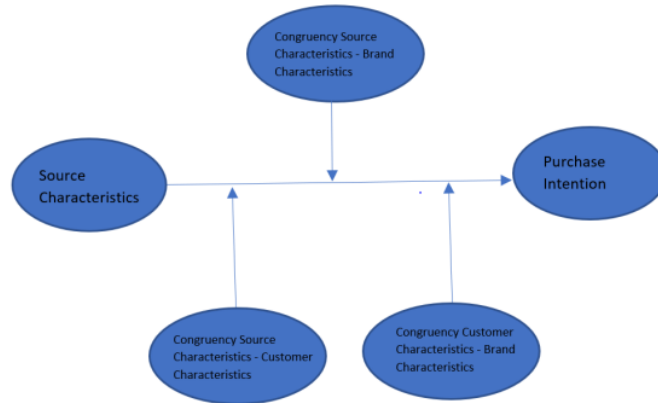 Congruency Source
Characteristics - Brand
Characteristics
Source
Characteristics
Purchase
Intention
Congruency Source
Characteristics - Customer
Characteristics
Congruency Customer
Characteristics - Brand
Characteristics